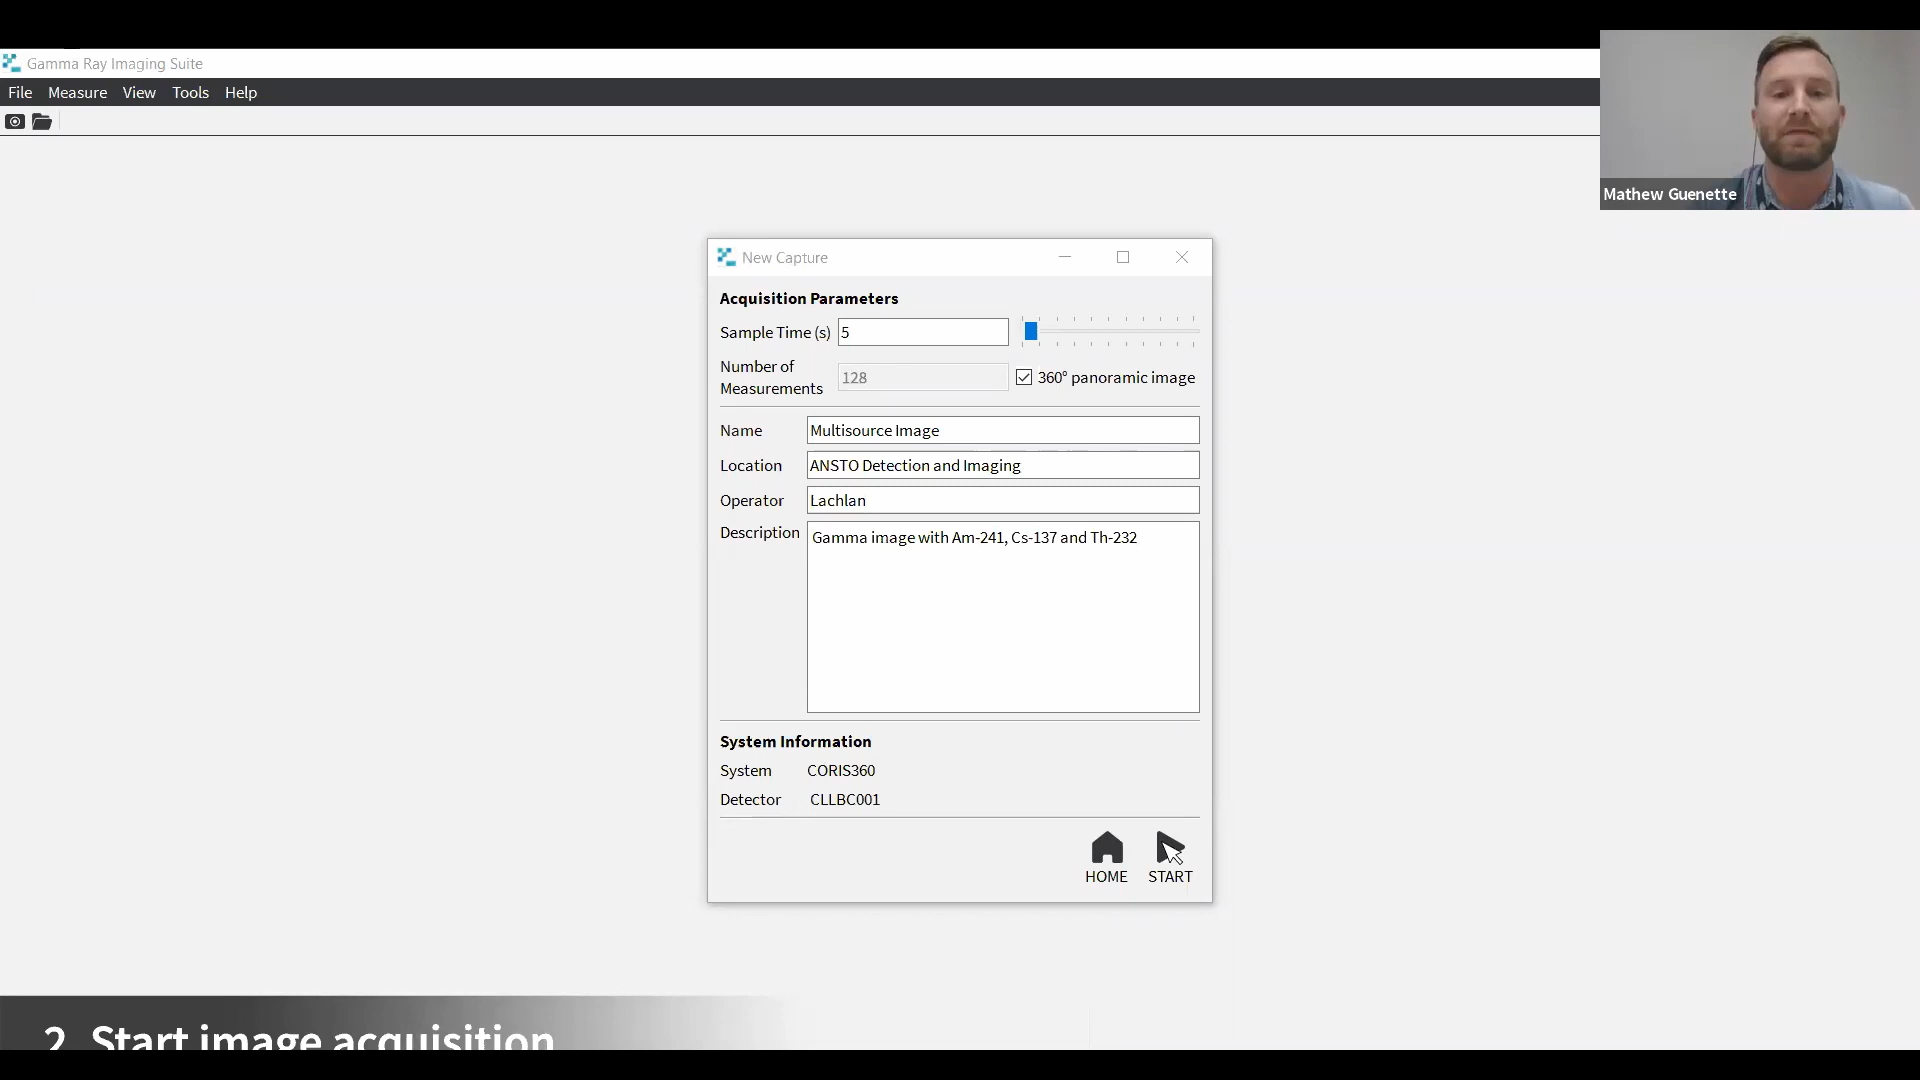 Gamma Ray Imaging Suite
File Measure View Tools Help
Mathew Guenette
New Capture
Acquisition Parameters
Sample Time (s) 5
Number of
Measurements
128
360° panoramic image
Name Multisource Image
Location ANSTO Detection and Imaging
Operator Lachlan
Description Gamma image with Am-241, Cs-137 and Th-232
System Information
System CORIS360
Detector CLLBC001
HOME START
2. Start image acquisition